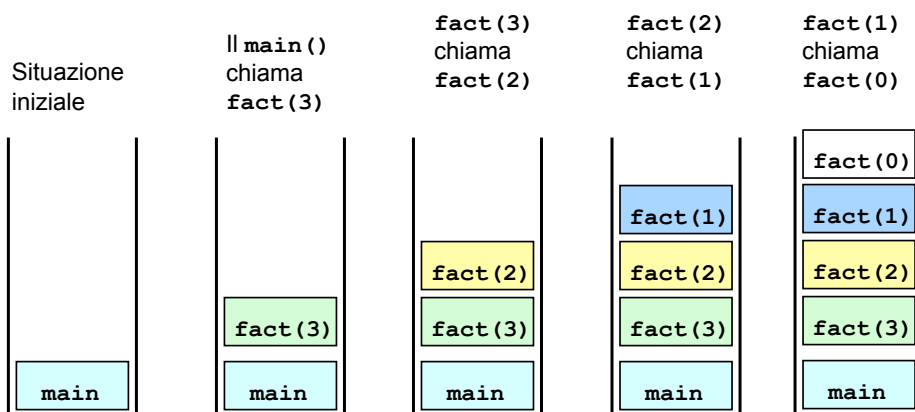 Situazione
iniziale
Il main()
chiama
fact(3)
fact(3)
chiama
fact(2)
fact(2)
chiama
fact(1)
fact(1)
chiama
fact(0)
main
fact(3)
main
fact(2)
fact(3)
main
fact(1)
fact(2)
fact(3)
main
fact(0)
fact(1)
fact(2)
fact(3)
main